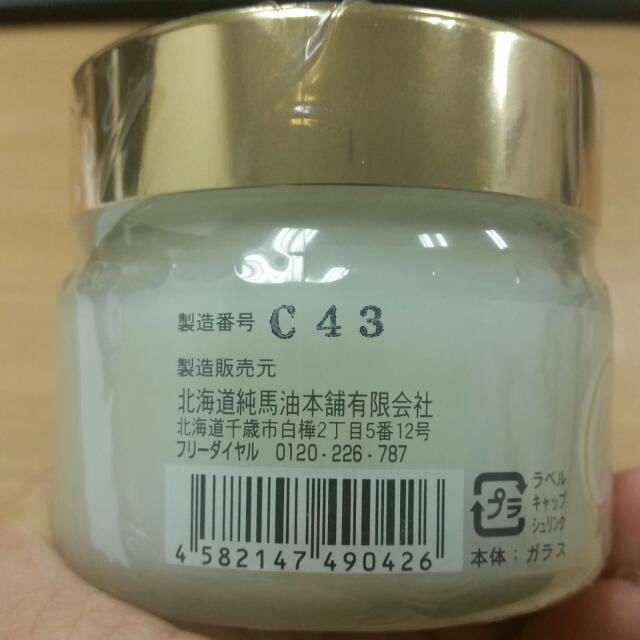 製造番号 C 4 3
製造販売元
北海道純馬油本舗有限会社
北海道千歳市白樺2丁目5番12号
フリーダイヤル 0120-226-787
4 582147 490426
プラ
ラベル
キャップ
シュリンク
本体：ガラス